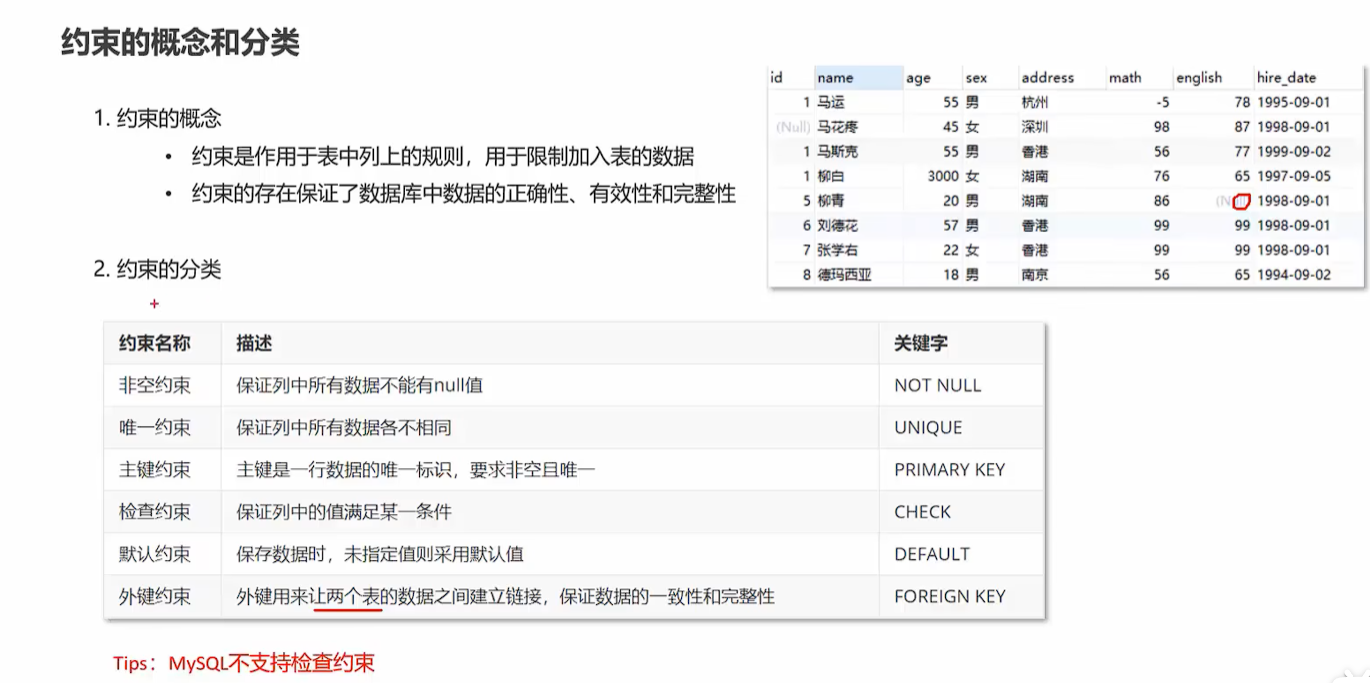 约束的概念和分类
1. 约束的概念
• 约束是作用于表中列上的规则，用于限制加入表的数据
• 约束的存在保证了数据库中数据的正确性、有效性和完整性
id name age sex address math english hire_date
1 马运 55 男 杭州 -5 78 1995-09-01
(Null) 马花疼 45 女 深圳 98 87 1998-09-01
1 马斯克 55 男 香港 56 77 1999-09-02
1 柳白 3000 女 湖南 76 65 1997-09-05
5 柳青 20 男 湖南 86 (Null) 1998-09-01
6 刘德花 57 男 香港 99 99 1998-09-01
7 张学右 22 女 香港 99 99 1998-09-01
8 德玛西亚 18 男 南京 56 65 1994-09-02
2. 约束的分类
约束名称 描述 关键字
非空约束 保证列中所有数据不能有null值 NOT NULL
唯一约束 保证列中所有数据各不相同 UNIQUE
主键约束 主键是一行数据的唯一标识，要求非空且唯一 PRIMARY KEY
检查约束 保证列中的值满足某一条件 CHECK
默认约束 保存数据时，未指定值则采用默认值 DEFAULT
外键约束 外键用来让两个表的数据之间建立链接，保证数据的一致性和完整性 FOREIGN KEY
Tips：MySQL不支持检查约束